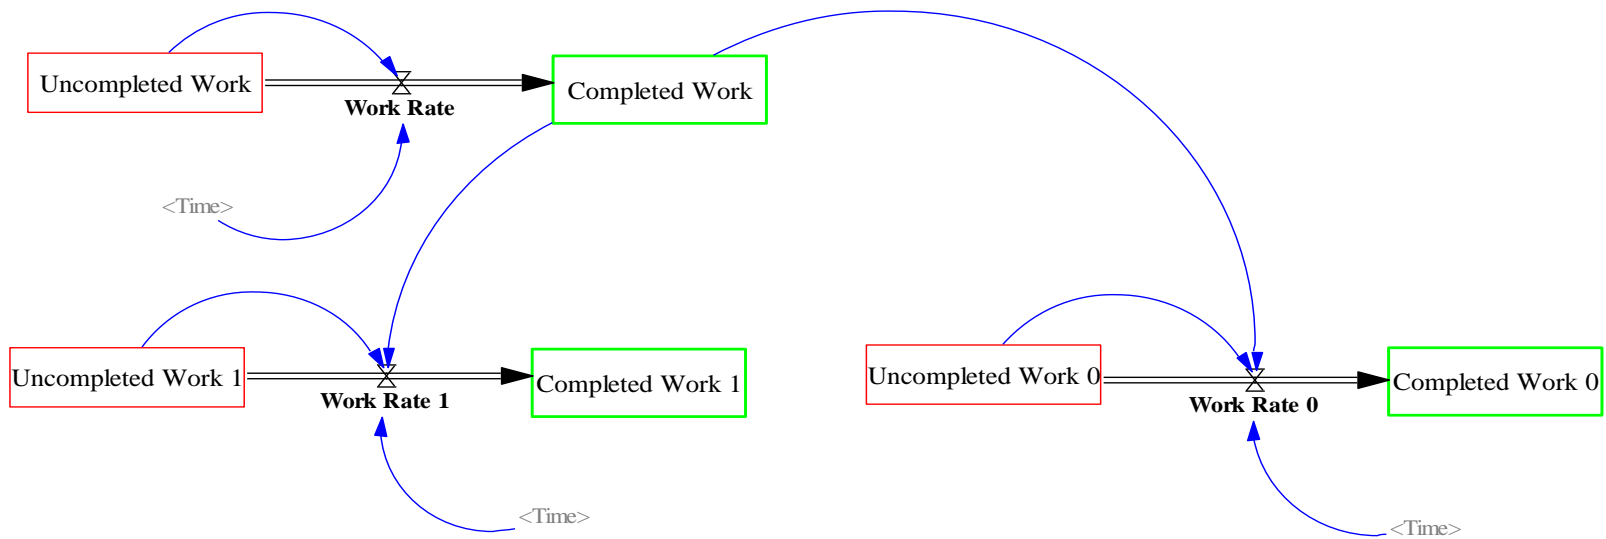 Uncompleted Work
Work Rate
Completed Work
<Time>
Uncompleted Work 1
Work Rate 1
Completed Work 1
<Time>
Uncompleted Work 0
Work Rate 0
Completed Work 0
<Time>